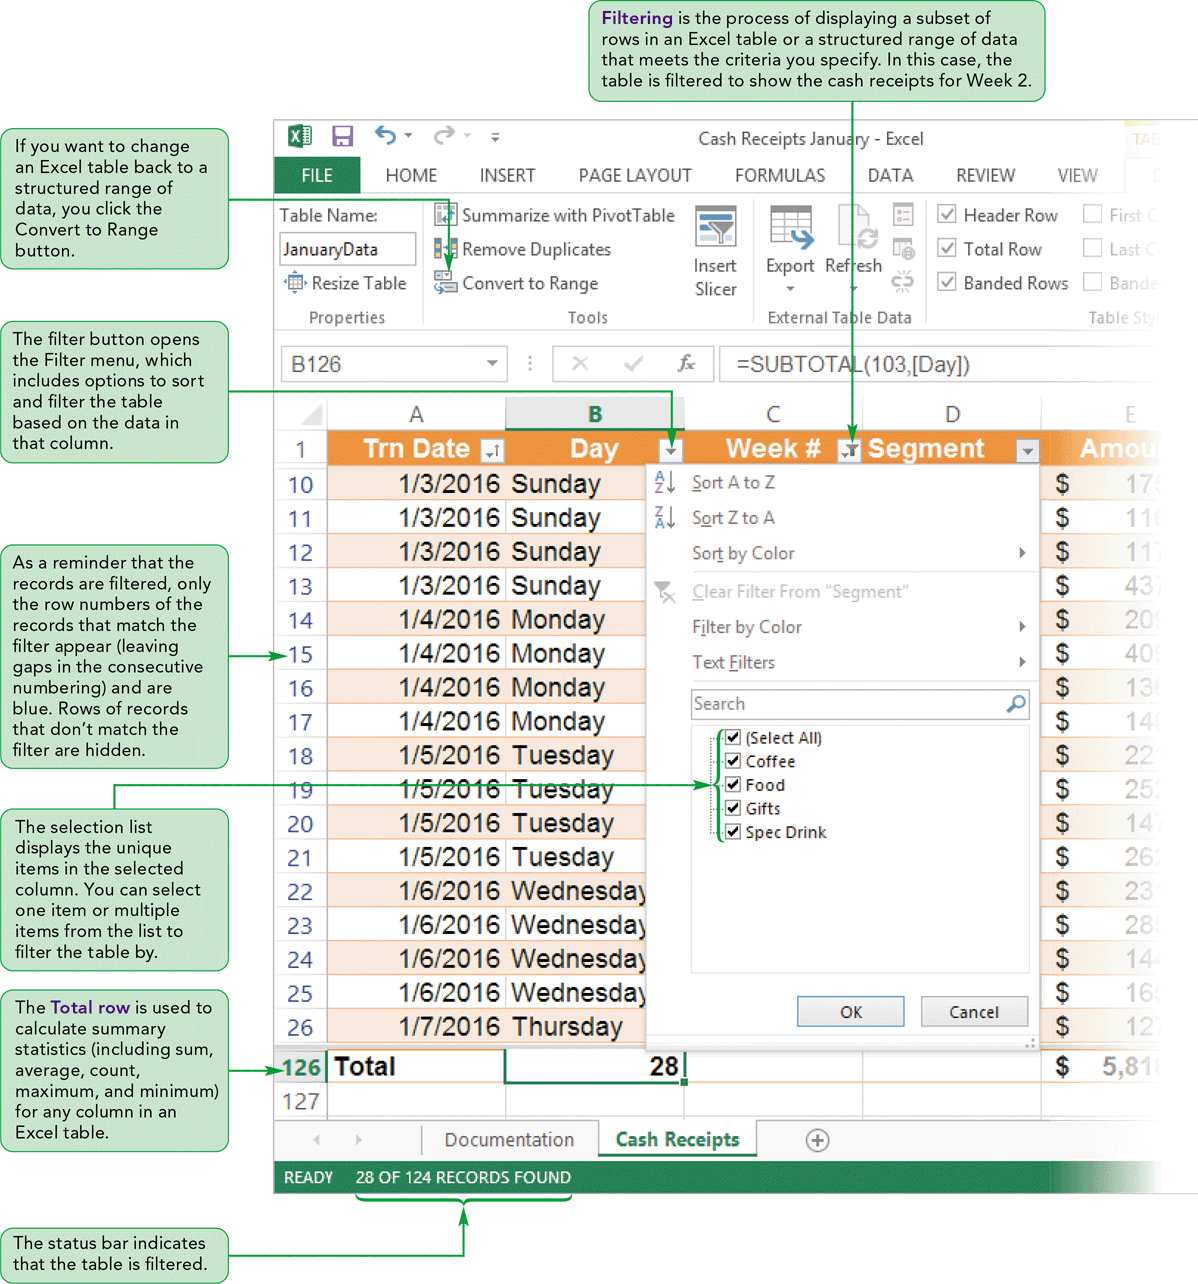 Filtering is the process of displaying a subset of
rows in an Excel table or a structured range of data
that meets the criteria you specify. In this case, the
table is filtered to show the cash receipts for Week 2.
If you want to change
an Excel table back to a
structured range of
data, you click the
Convert to Range
button.
The filter button opens
the Filter menu, which
includes options to sort
and filter the table
based on the data in
that column.
As a reminder that the
records are filtered, only
the row numbers of the
records that match the
filter appear (leaving
gaps in the consecutive
numbering) and are
blue. Rows of records
that don't match the
filter are hidden.
The selection list
displays the unique
items in the selected
column. You can select
one item or multiple
items from the list to
filter the table by.
The Total row is used to
calculate summary
statistics (including sum,
average, count,
maximum, and minimum)
for any column in an
Excel table.
The status bar indicates
that the table is filtered.
Cash Receipts January - Excel
FILE HOME INSERT PAGE LAYOUT FORMULAS DATA REVIEW VIEW
Table Name:
JanuaryData
Resize Table
Properties
Summarize with PivotTable
Remove Duplicates
Convert to Range
Tools
Insert
Slicer
Export
Refresh
External Table Data
Header Row
Total Row
Banded Rows
First
Last
Table
B126 fx =SUBTOTAL(103,[Day])
A B C D E
1 Trn Date Day Week # Segment
10 1/3/2016 Sunday $
11 1/3/2016 Sunday $
12 1/3/2016 Sunday $
13 1/3/2016 Sunday $
14 1/4/2016 Monday $
15 1/4/2016 Monday $
16 1/4/2016 Monday $
17 1/4/2016 Monday $
18 1/5/2016 Tuesday $
19 1/5/2016 Tuesday $
20 1/5/2016 Tuesday $
21 1/5/2016 Tuesday $
22 1/6/2016 Wednesday $
23 1/6/2016 Wednesday $
24 1/6/2016 Wednesday $
25 1/6/2016 Wednesday $
26 1/7/2016 Thursday $
126 Total 28 $
127
Sort A to Z
Sort Z to A
Sort by Color
Clear Filter From "Segment"
Filter by Color
Text Filters
Search
(Select All)
Coffee
Food
Gifts
Spec Drink
OK Cancel
Documentation Cash Receipts
READY 28 OF 124 RECORDS FOUND